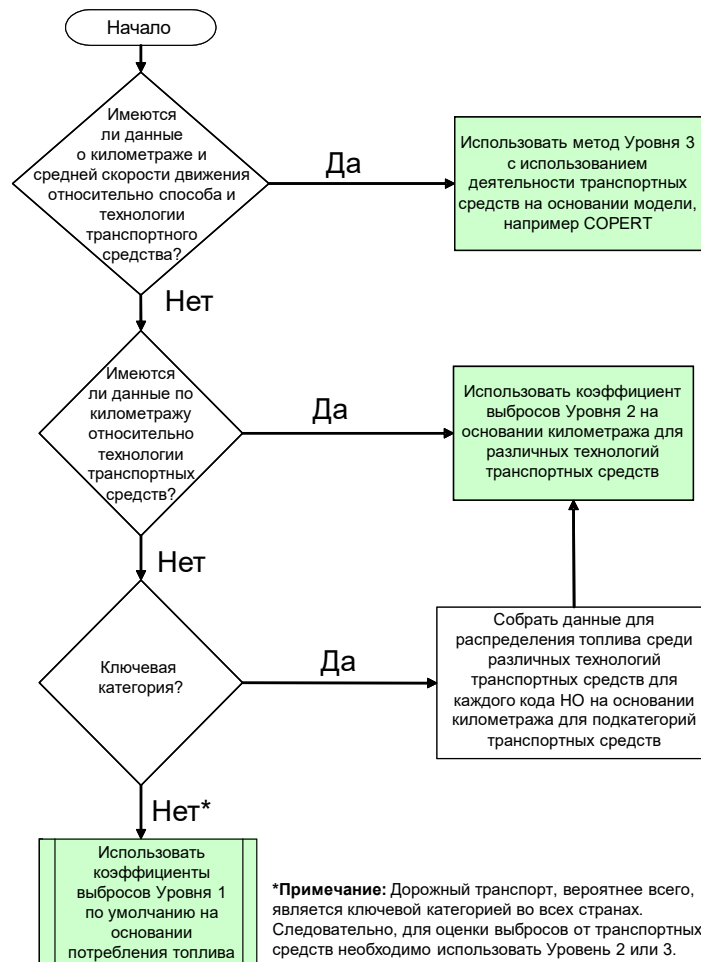 Начало
Имеются
ли данные
о километраже и
средней скорости движения
относительно способа и
технологии
транспортного
средства?
Да
Использовать метод Уровня 3
с использованием
деятельности транспортных
средств на основании модели,
например COPERT
Нет
Имеются
ли данные по
километражу
относительно
технологии
транспортных
средств?
Да
Использовать коэффициент
выбросов Уровня 2 на
основании километража для
различных технологий
транспортных средств
Нет
Ключевая
категория?
Да
Собрать данные для
распределения топлива среди
различных технологий
транспортных средств для
каждого кода НО на основании
километража для подкатегорий
транспортных средств
Нет*
Использовать
коэффициенты
выбросов Уровня 1
по умолчанию на
основании
потребления топлива
*Примечание: Дорожный транспорт, вероятнее всего,
является ключевой категорией во всех странах.
Следовательно, для оценки выбросов от транспортных
средств необходимо использовать Уровень 2 или 3.